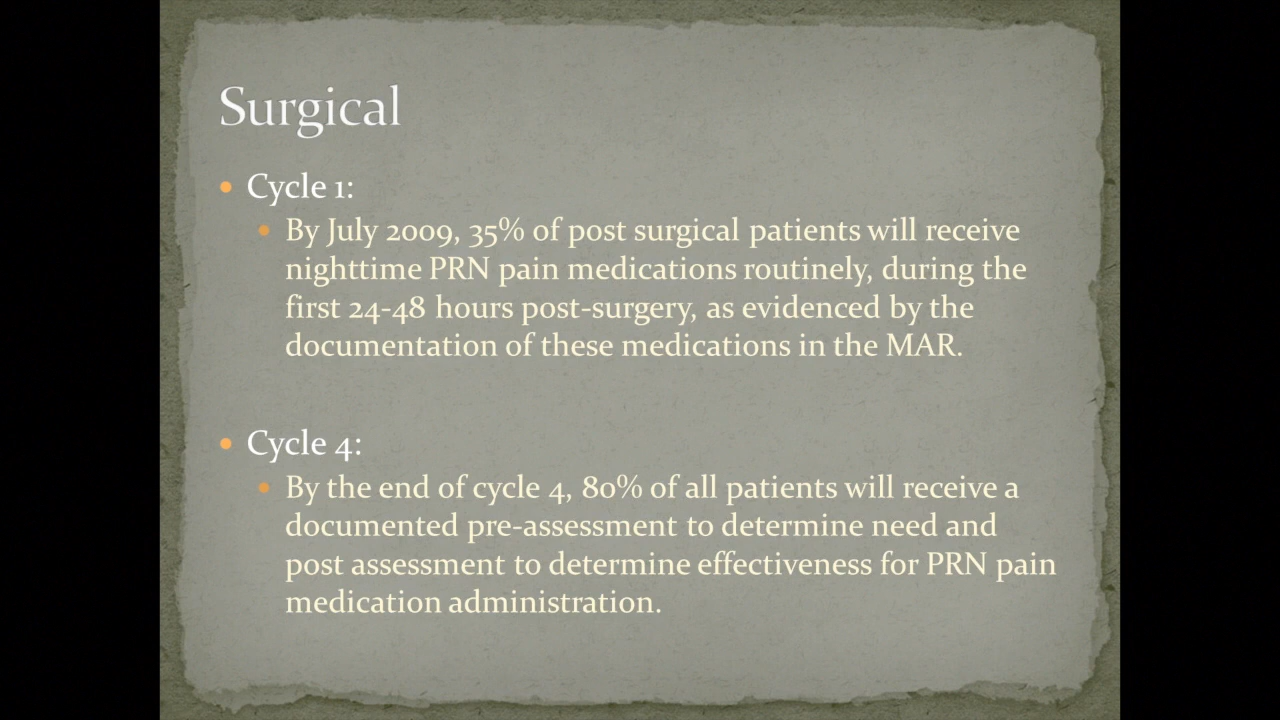 Surgical
Cycle 1:
By July 2009, 35% of post surgical patients will receive
nighttime PRN pain medications routinely, during the
first 24-48 hours post-surgery, as evidenced by the
documentation of these medications in the MAR.
Cycle 4:
By the end of cycle 4, 80% of all patients will receive a
documented pre-assessment to determine need and
post assessment to determine effectiveness for PRN pain
medication administration.